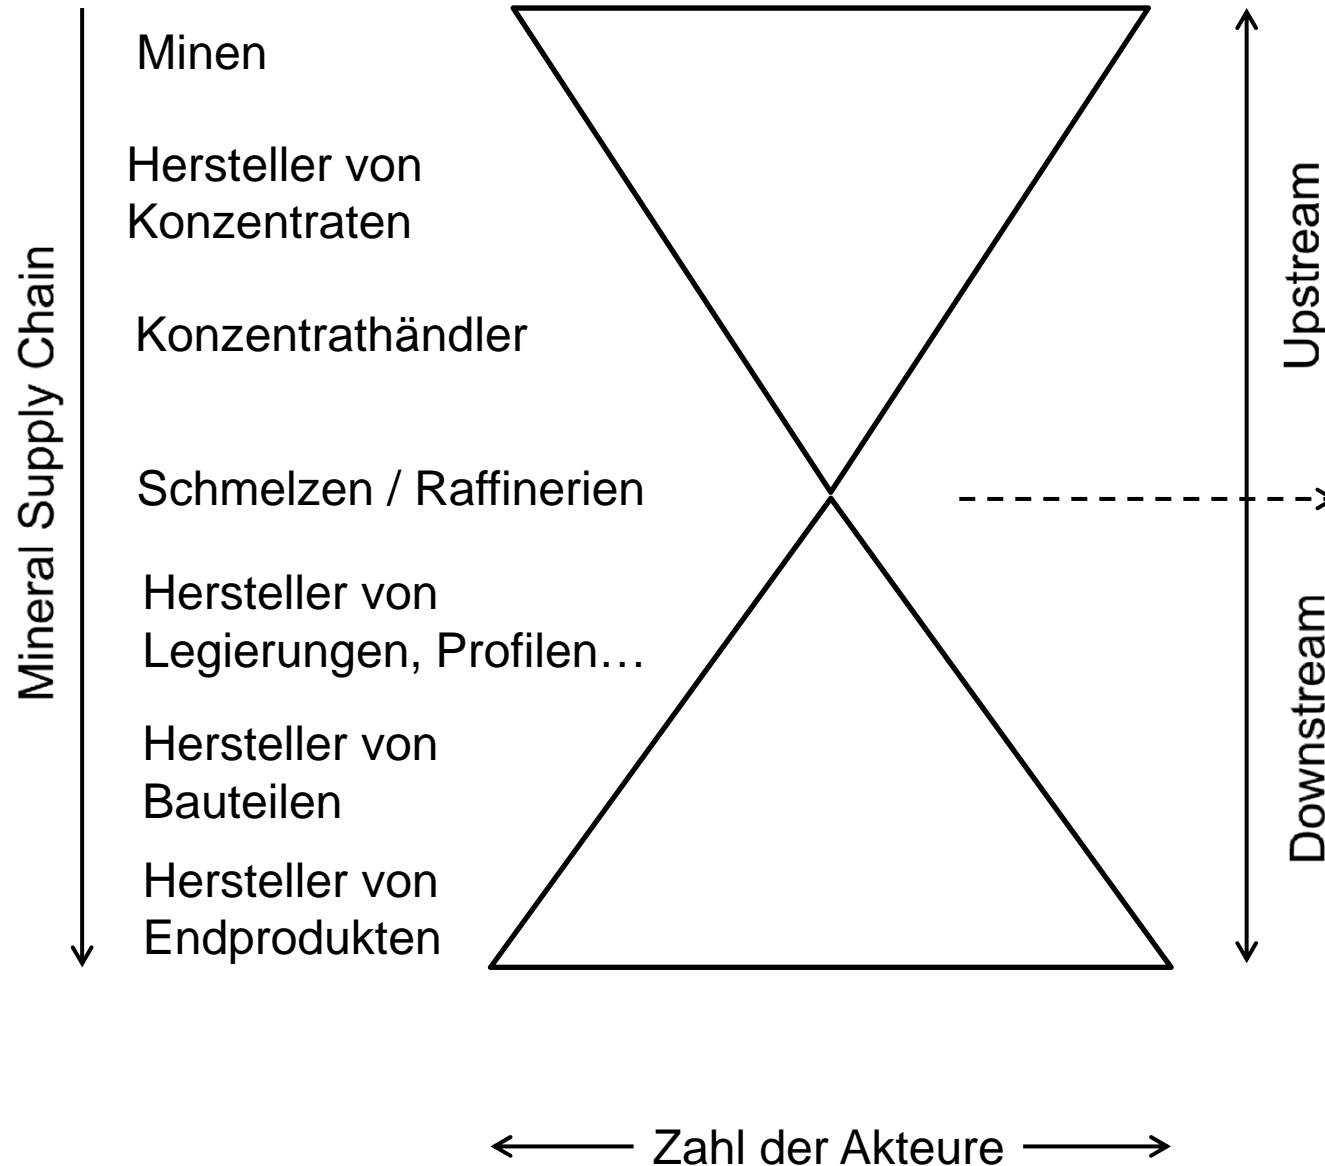 Mineral Supply Chain
Minen
Hersteller von
Konzentraten
Konzentrathändler
Schmelzen / Raffinerien
Hersteller von
Legierungen, Profilen…
Hersteller von
Bauteilen
Hersteller von
Endprodukten
Upstream
Downstream
Zahl der Akteure